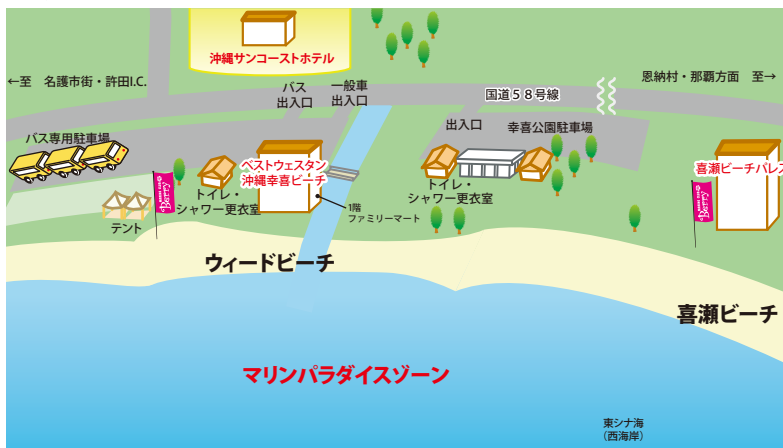 沖縄サンコーストホテル
←至 名護市街・許田I.C.
恩納村・那覇方面 至→
バス
出入口
一般車
出入口
国道58号線
出入口
幸喜公園駐車場
バス専用駐車場
ベストウェスタン
沖縄幸喜ビーチ
喜瀬ビーチパレス
トイレ・
シャワー更衣室
トイレ・
シャワー更衣室
1階
ファミリーマート
Berry
Berry
テント
ウィードビーチ
喜瀬ビーチ
マリンパラダイスゾーン
東シナ海
(西海岸)